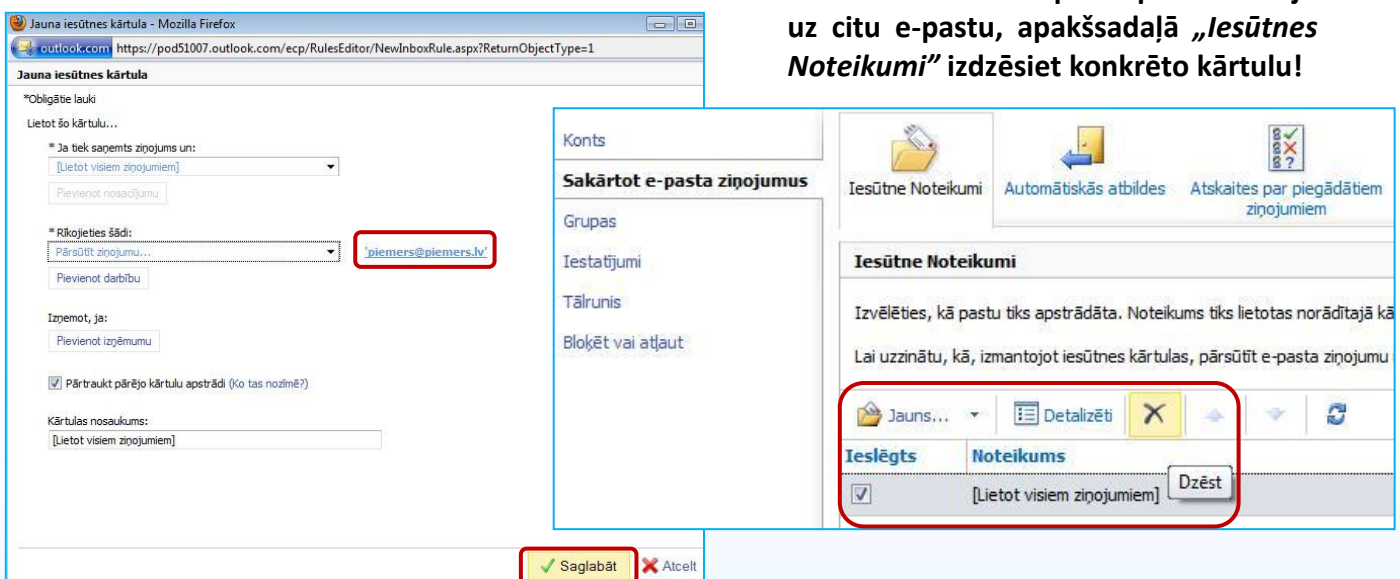 Jauna iesūtnes kārtula - Mozilla Firefox
outlook.com https://pod51007.outlook.com/ecp/RulesEditor/NewInboxRule.aspx?ReturnObjectType=1
Jauna iesūtnes kārtula
*Obligātie lauki
Lietot šo kārtulu...
* Ja tiek saņemts ziņojums un:
[Lietot visiem ziņojumiem]
Pievienot nosacījumu
* Rīkojieties šādi:
Pārsūtīt ziņojumu... 'piemers@piemers.lv'
Pievienot darbību
Izņemot, ja:
Pievienot izņēmumu
Pārtraukt pārējo kārtulu apstrādi (Ko tas nozīmē?)
Kārtulas nosaukums:
[Lietot visiem ziņojumiem]
Saglabāt Atcelt
uz citu e-pastu, apakšsadaļā „Iesūtnes
Noteikumi” izdzēsiet konkrēto kārtulu!
Konts
Sakārtot e-pasta ziņojumus
Grupas
Iestatījumi
Tālrunis
Bloķēt vai atļaut
Iesūtne Noteikumi
Automātiskās atbildes
Atskaites par piegādātiem
ziņojumiem
Iesūtne Noteikumi
Izvēlēties, kā pastu tiks apstrādāta. Noteikums tiks lietotas norādītajā kā
Lai uzzinātu, kā, izmantojot iesūtnes kārtulas, pārsūtīt e-pasta ziņojumu
Jauns... Detalizēti
Ieslēgts Noteikums
[Lietot visiem ziņojumiem]
Dzēst